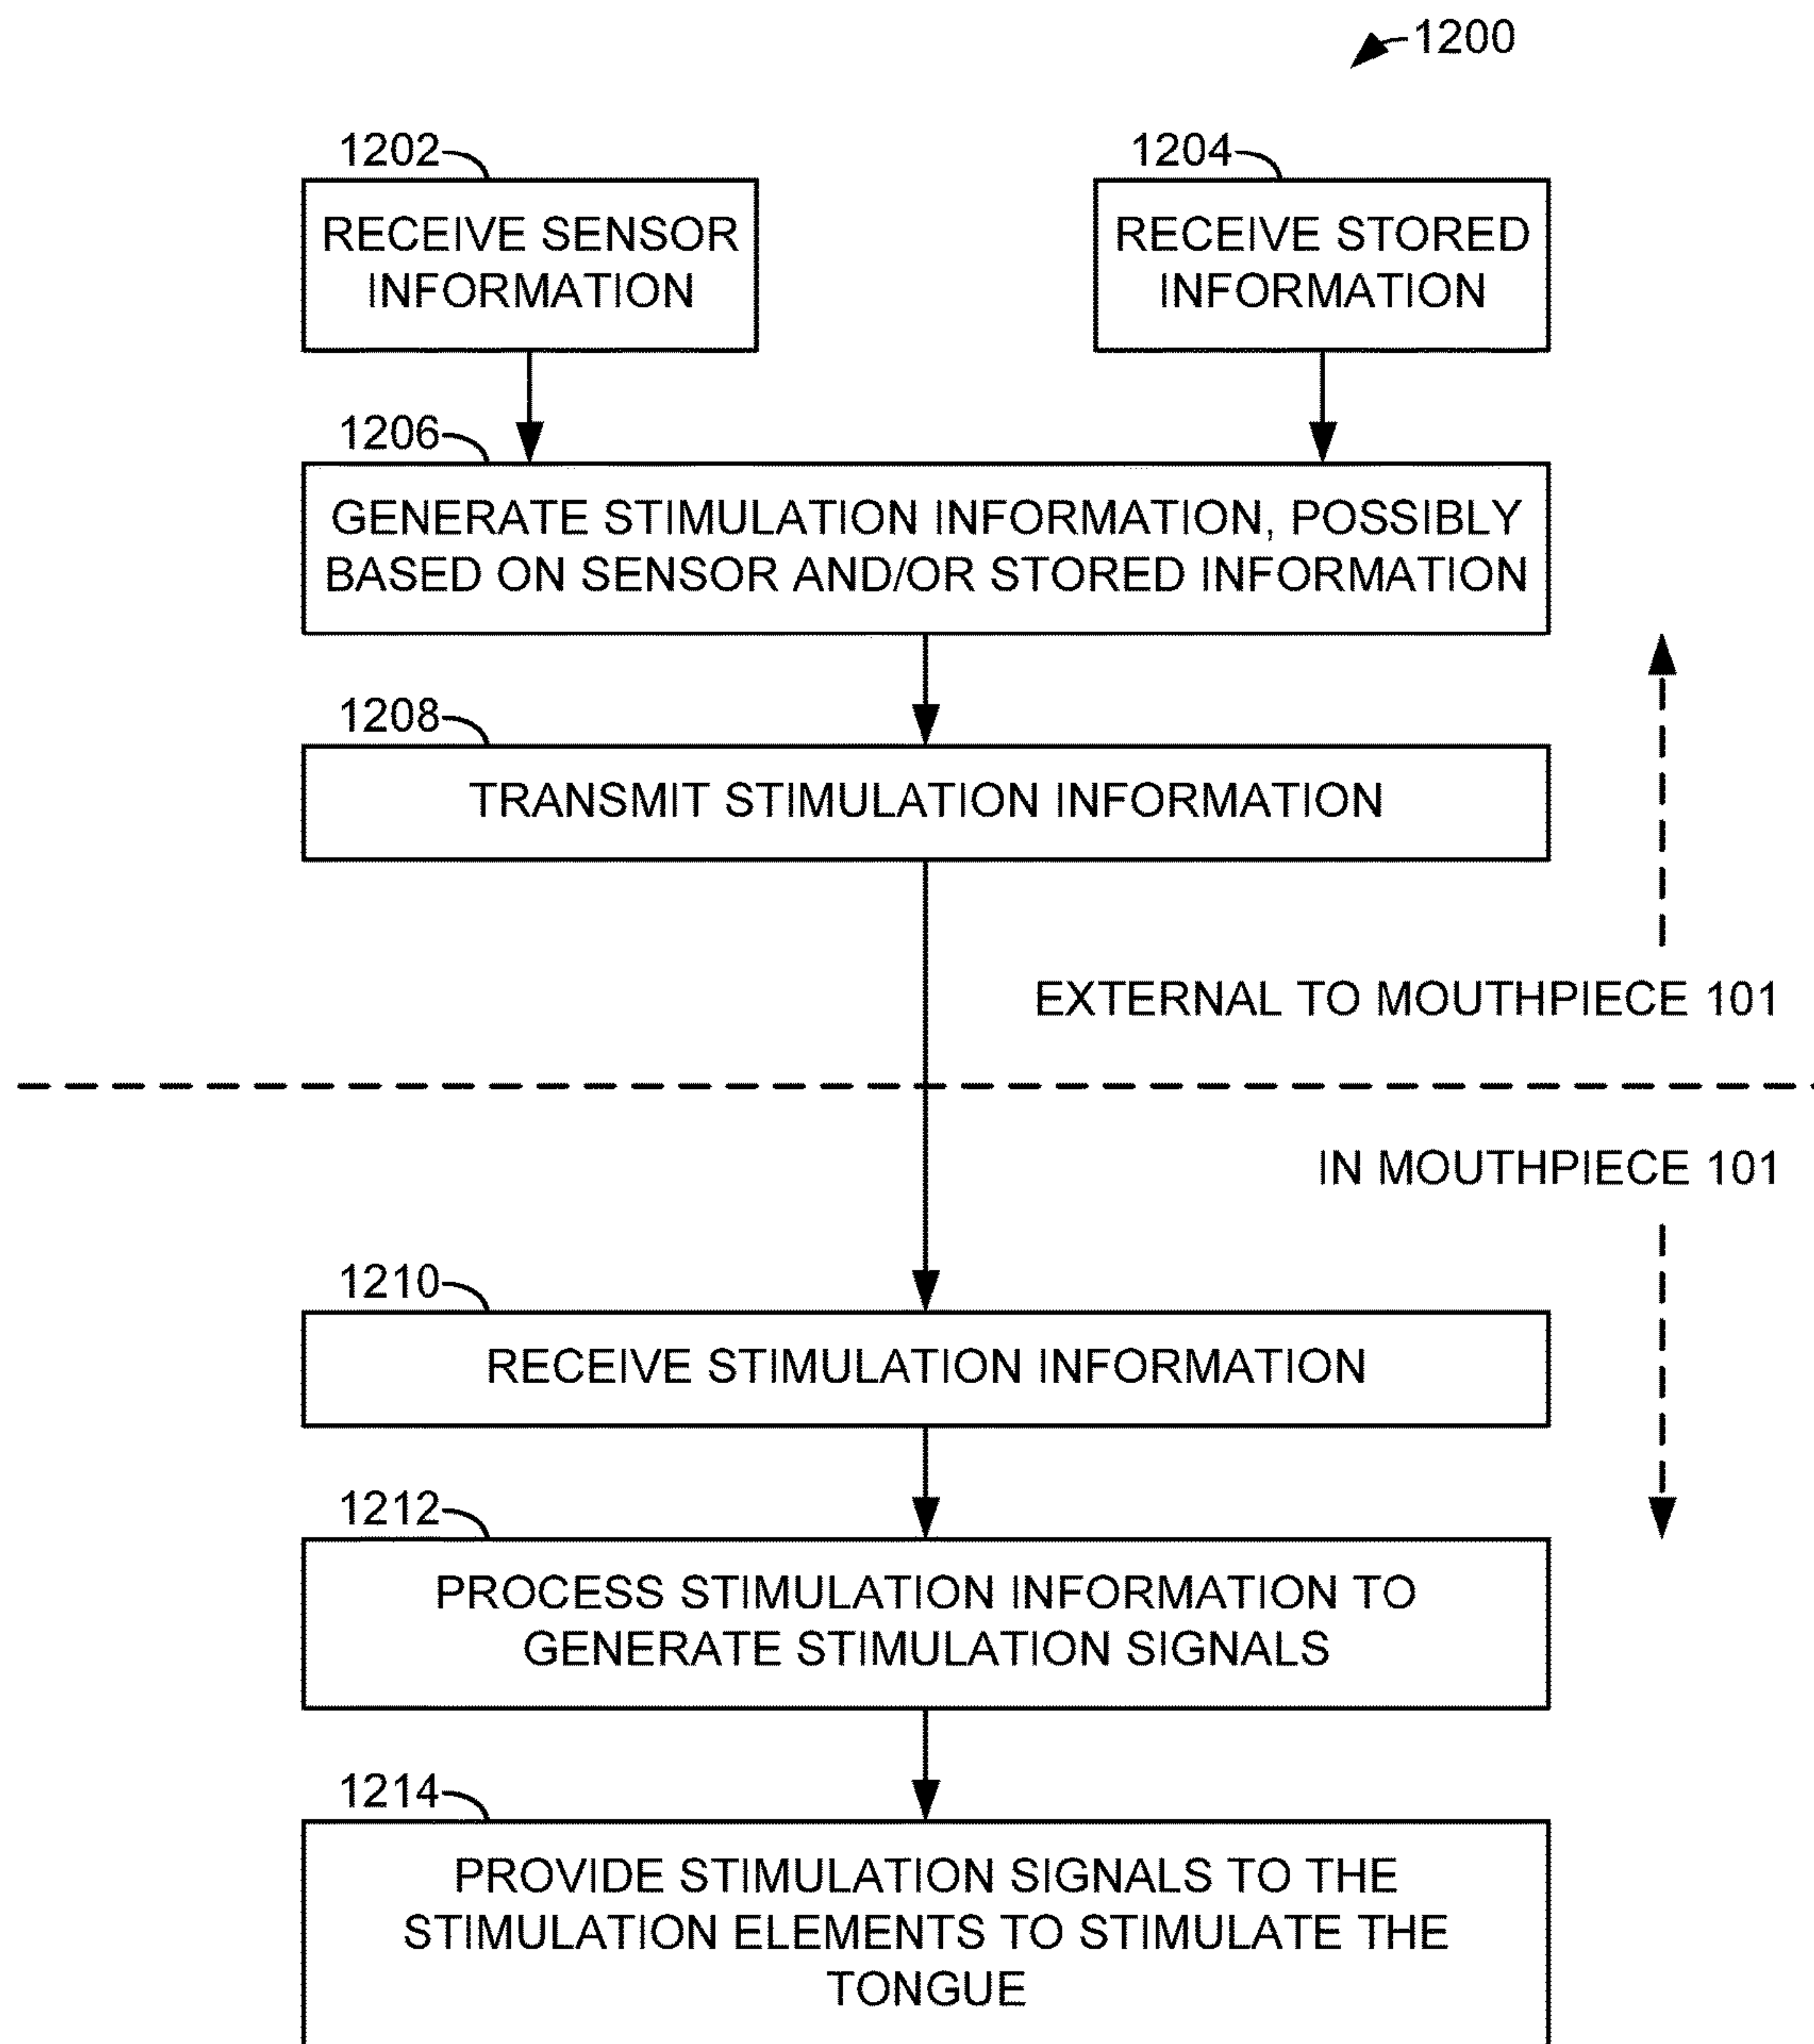 1200
1202
1204
RECEIVE SENSOR
INFORMATION
RECEIVE STORED
INFORMATION
1206
GENERATE STIMULATION INFORMATION, POSSIBLY
BASED ON SENSOR AND/OR STORED INFORMATION
1208
TRANSMIT STIMULATION INFORMATION
EXTERNAL TO MOUTHPIECE 101
IN MOUTHPIECE 101
1210
RECEIVE STIMULATION INFORMATION
1212
PROCESS STIMULATION INFORMATION TO
GENERATE STIMULATION SIGNALS
1214
PROVIDE STIMULATION SIGNALS TO THE
STIMULATION ELEMENTS TO STIMULATE THE
TONGUE